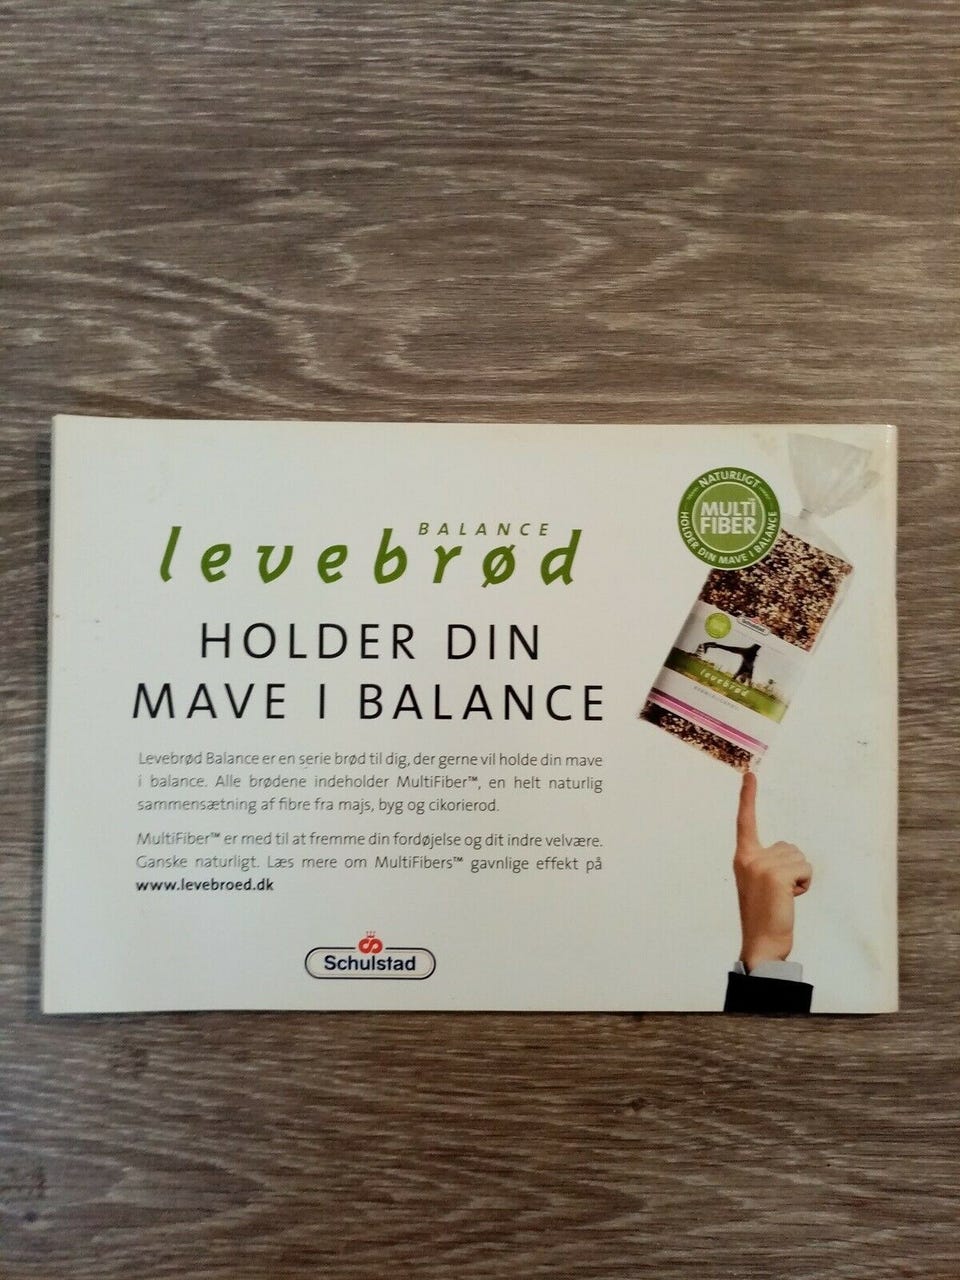 BALANCE
levebrød
HOLDER DIN
MAVE I BALANCE
Levebrød Balance er en serie brød til dig, der gerne vil holde din mave
i balance. Alle brødene indeholder MultiFiber™, en helt naturlig
sammensætning af fibre fra majs, byg og cikorierod.
MultiFiber™ er med til at fremme din fordøjelse og dit indre velvære.
Ganske naturligt. Læs mere om MultiFibers™ gavnlige effekt på
www.levebroed.dk
Schulstad
NATURLIGT
MULTI
FIBER
HOLDER DIN MAVE I BALANCE
Schulstad
levebrød